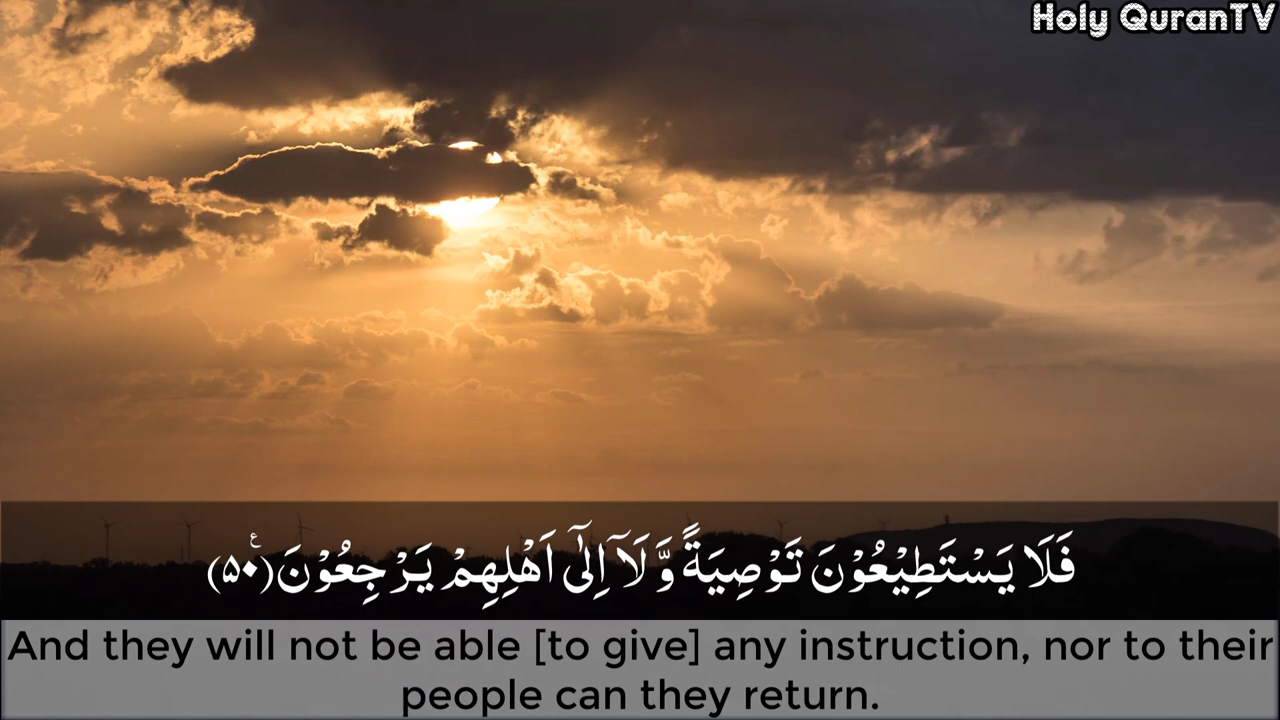 Holy QuranTV
فَلَا يَسْتَطِيْعُوْنَ تَوْصِيَةً وَّلَاۤ اِلٰۤى اَهْلِهِمْ يَرْجِعُوْنَ(۵۰)ع
And they will not be able [to give] any instruction, nor to their
people can they return.